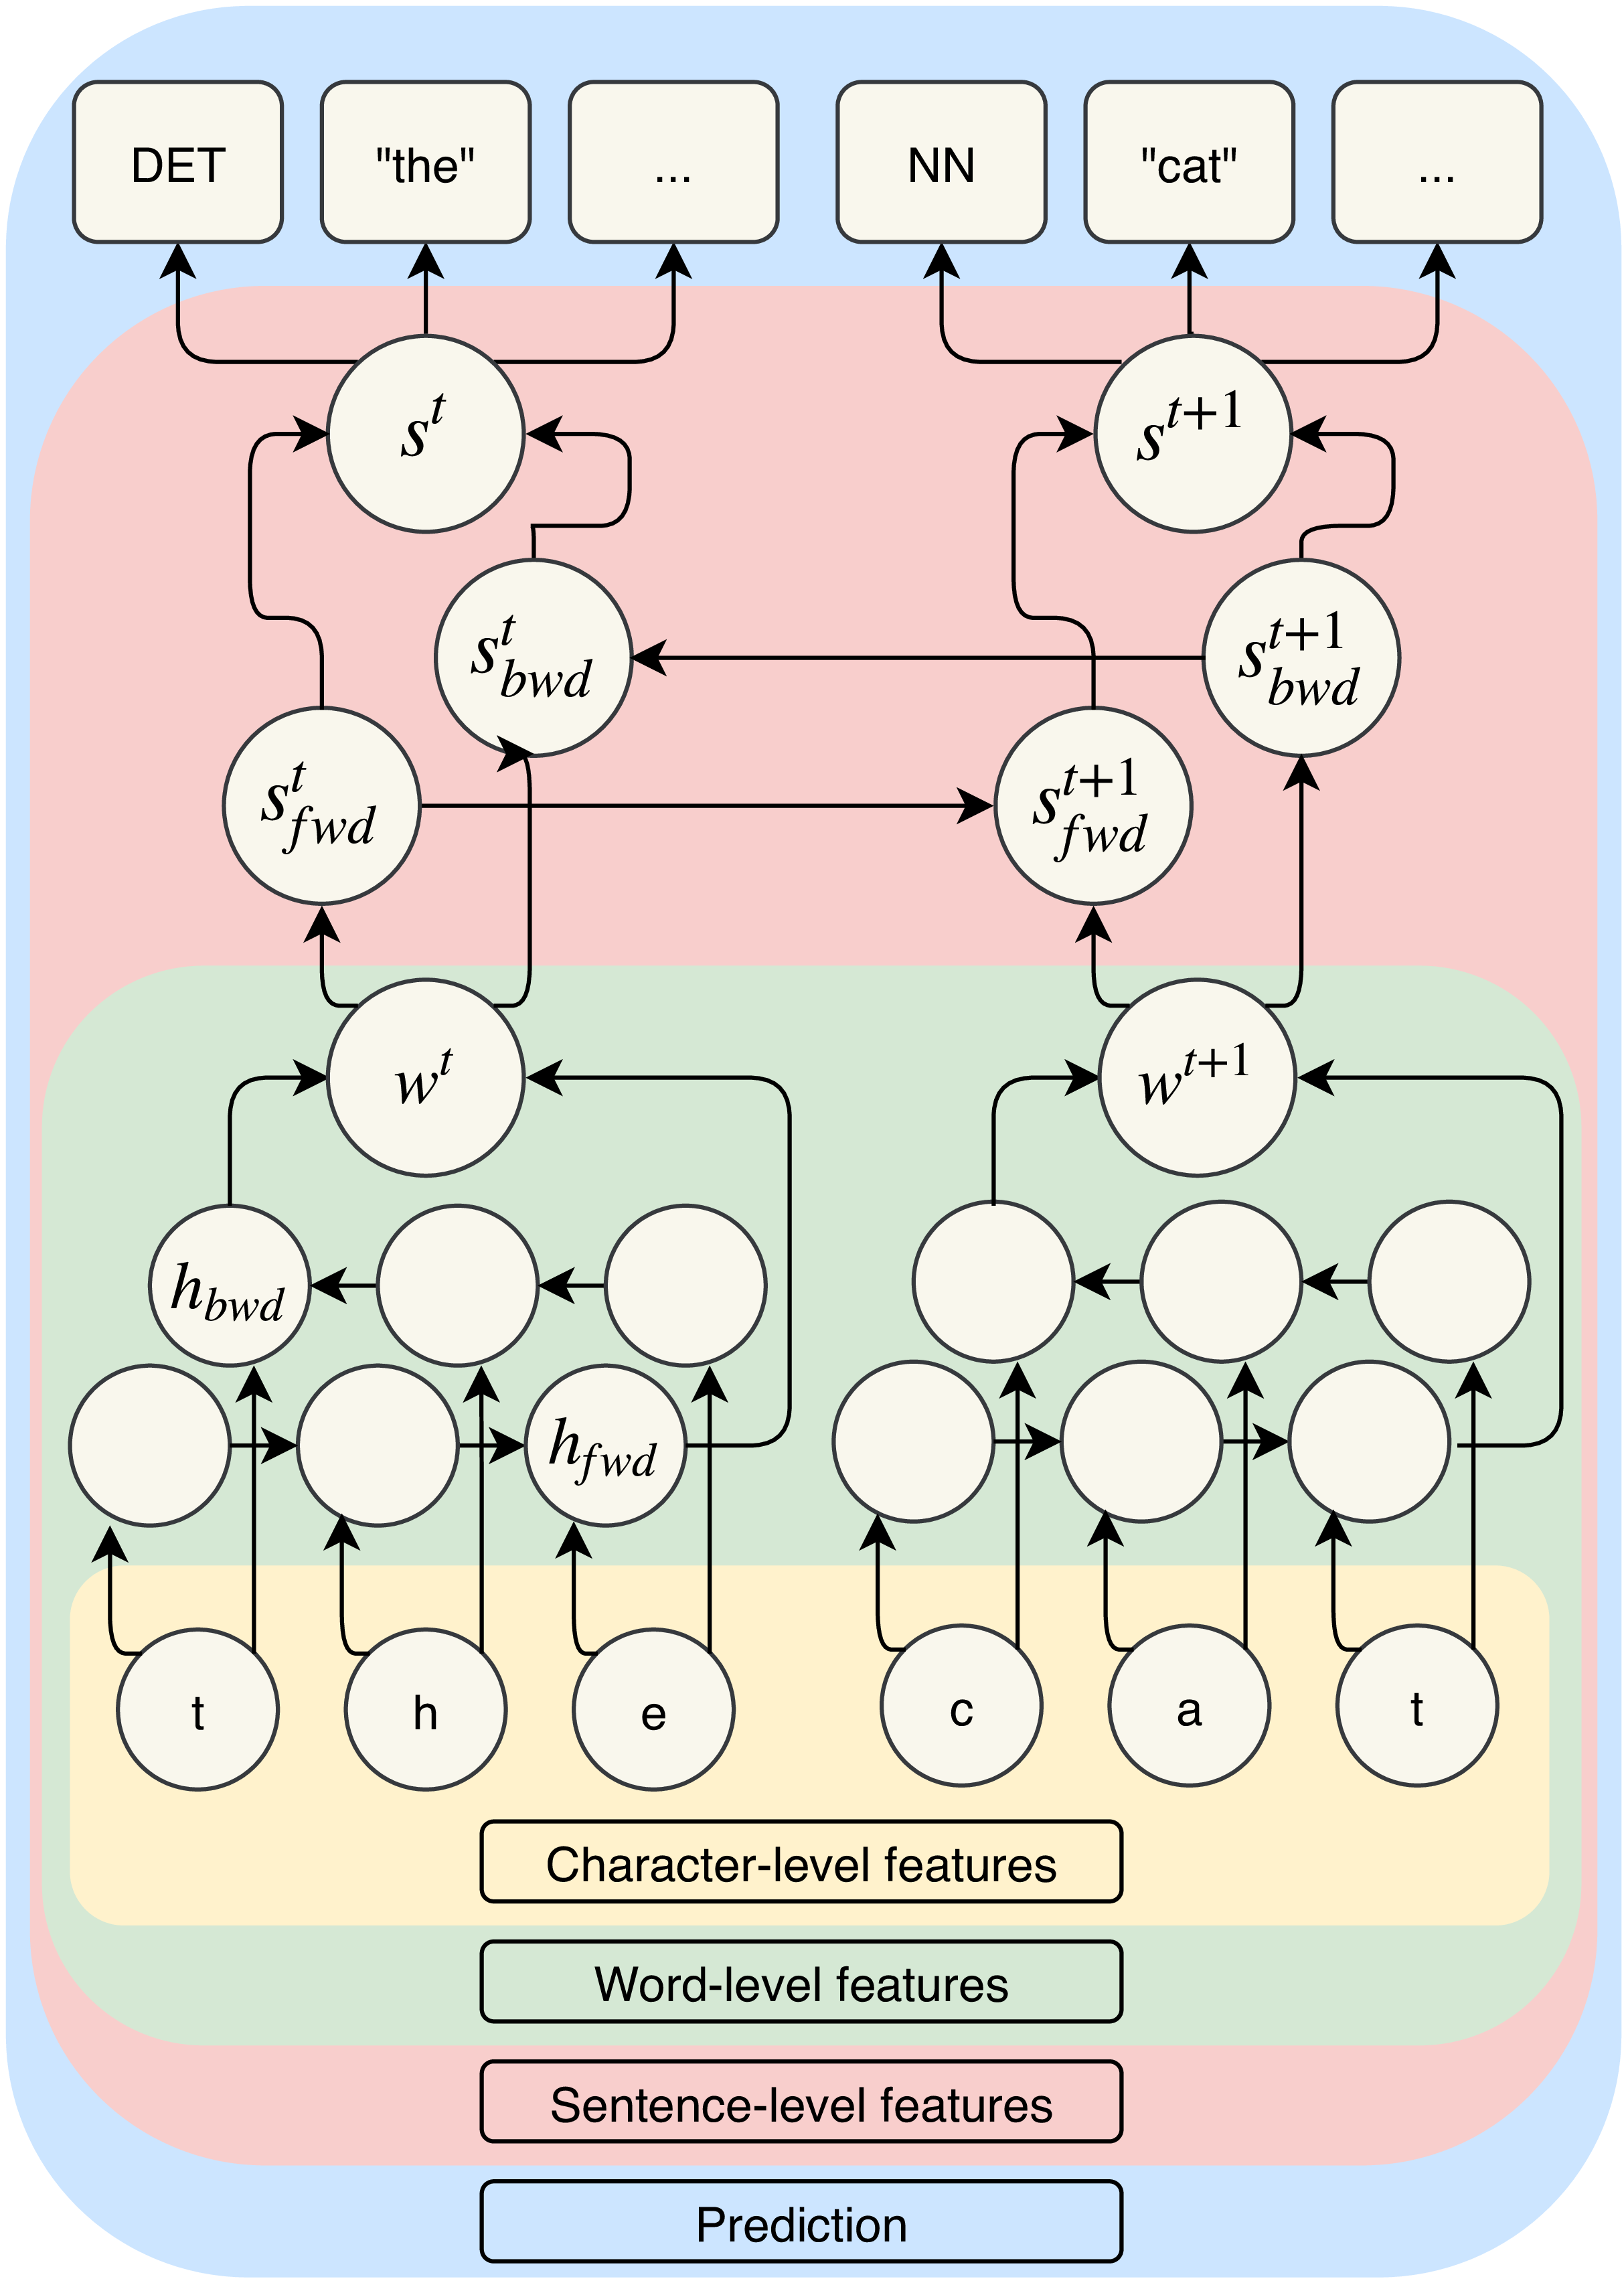 DET
"the"
...
NN
"cat"
...
s^t
s^{t+1}
s^t_{bwd}
s^{t+1}_{bwd}
s^t_{fwd}
s^{t+1}_{fwd}
w^t
w^{t+1}
h_{bwd}
h_{fwd}
t
h
e
c
a
t
Character-level features
Word-level features
Sentence-level features
Prediction